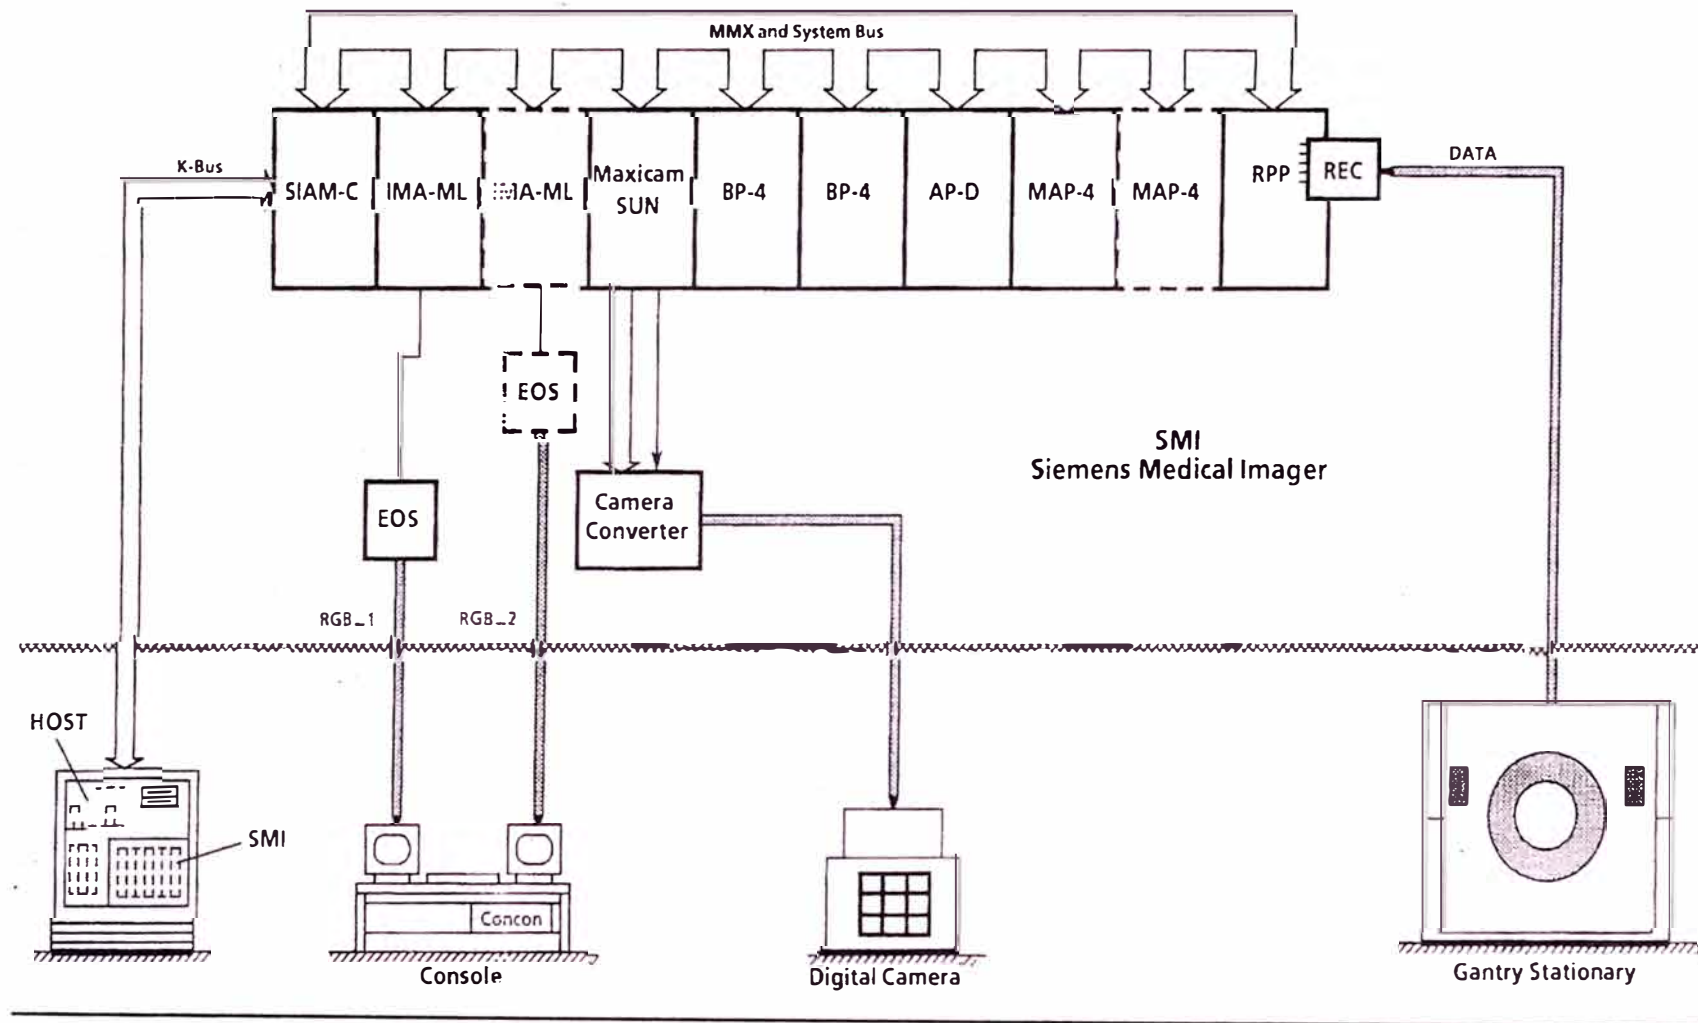 MMX and System Bus
K-Bus
SIAM-C
IMA-ML
IMA-ML
Maxicam
SUN
BP-4
BP-4
AP-D
MAP-4
MAP-4
RPP
REC
DATA
EOS
EOS
Camera
Converter
SMI
Siemens Medical Imager
RGB_1
RGB_2
HOST
SMI
Concon
Console
Digital Camera
Gantry Stationary